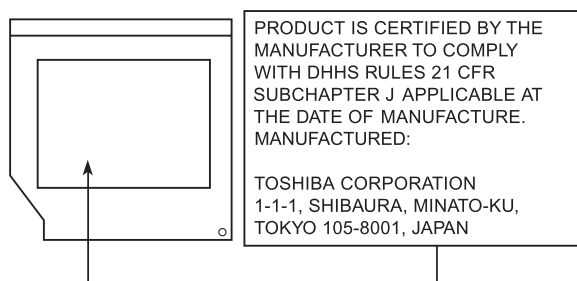 PRODUCT IS CERTIFIED BY THE
MANUFACTURER TO COMPLY
WITH DHHS RULES 21 CFR
SUBCHAPTER J APPLICABLE AT
THE DATE OF MANUFACTURE.
MANUFACTURED:
TOSHIBA CORPORATION
1-1-1, SHIBAURA, MINATO-KU,
TOKYO 105-8001, JAPAN